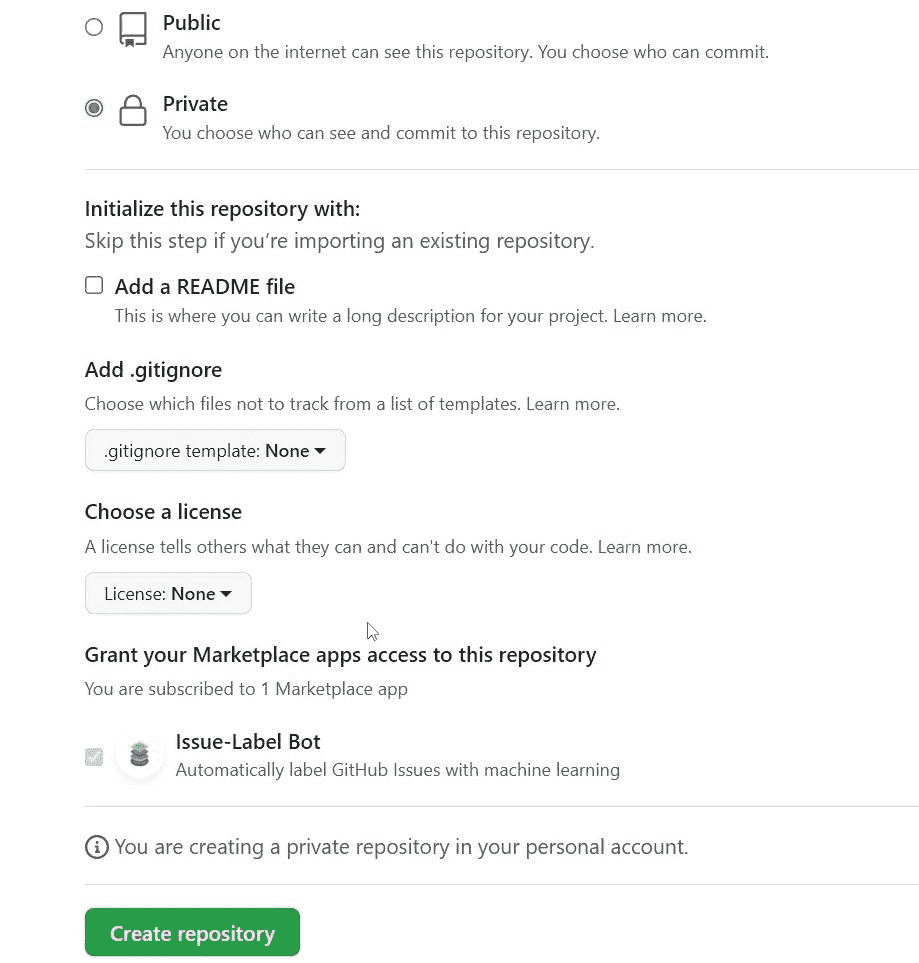 Public
Anyone on the internet can see this repository. You choose who can commit.
Private
You choose who can see and commit to this repository.
Initialize this repository with:
Skip this step if you’re importing an existing repository.
Add a README file
This is where you can write a long description for your project. Learn more.
Add .gitignore
Choose which files not to track from a list of templates. Learn more.
.gitignore template: None
Choose a license
A license tells others what they can and can't do with your code. Learn more.
License: None
Grant your Marketplace apps access to this repository
You are subscribed to 1 Marketplace app
Issue-Label Bot
Automatically label GitHub Issues with machine learning
You are creating a private repository in your personal account.
Create repository